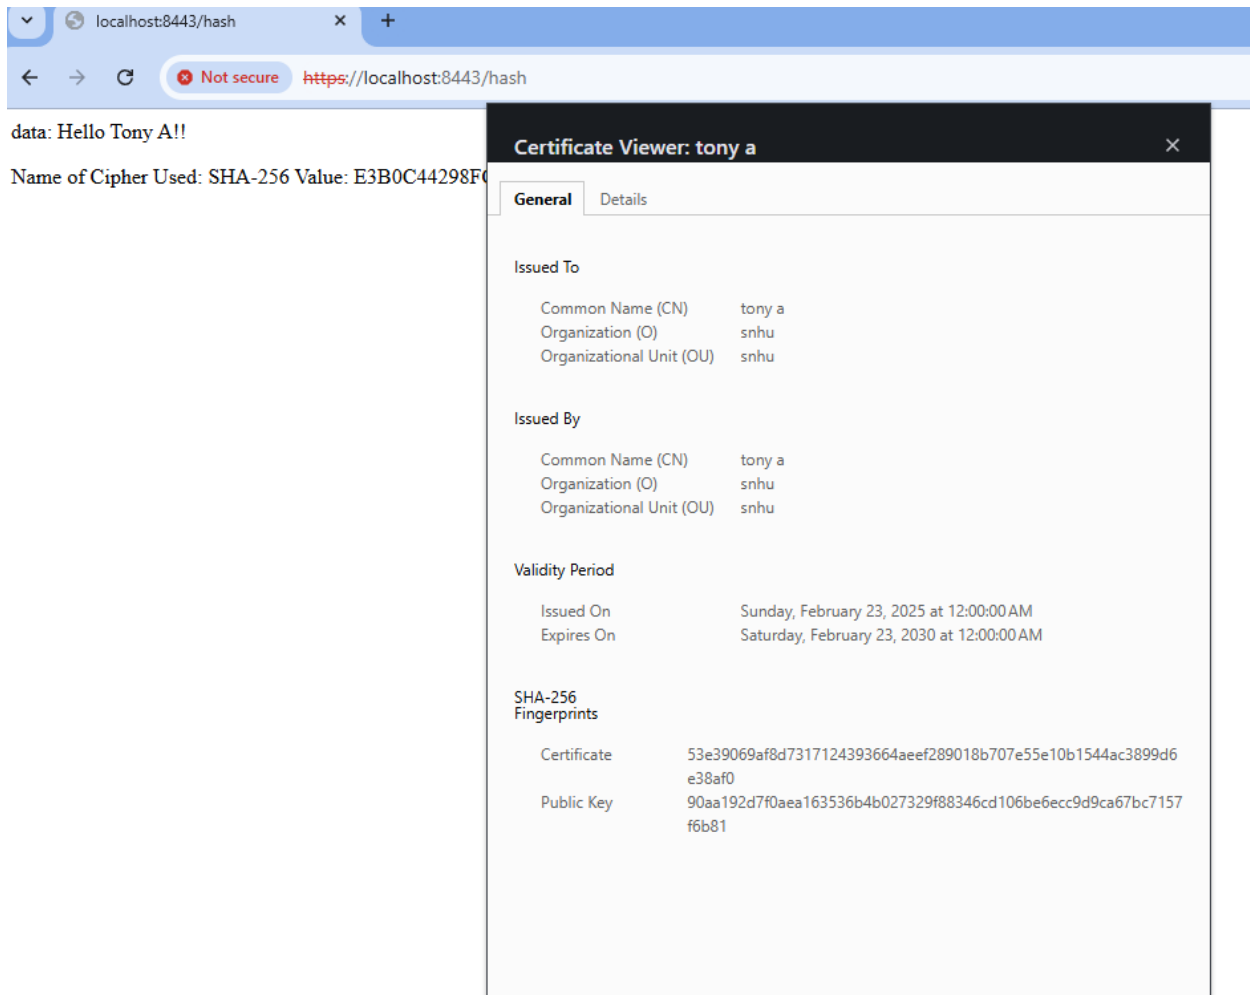 localhost:8443/hash
Not secure https://localhost:8443/hash
data: Hello Tony A!!
Name of Cipher Used: SHA-256 Value: E3B0C44298F
Certificate Viewer: tony a
General Details
Issued To
Common Name (CN) tony a
Organization (O) snhu
Organizational Unit (OU) snhu
Issued By
Common Name (CN) tony a
Organization (O) snhu
Organizational Unit (OU) snhu
Validity Period
Issued On Sunday, February 23, 2025 at 12:00:00 AM
Expires On Saturday, February 23, 2030 at 12:00:00 AM
SHA-256
Fingerprints
Certificate 53e39069af8d7317124393664aeef289018b707e55e10b1544ac3899d6
e38af0
Public Key 90aa192d7f0aea163536b4b027329f88346cd106be6ecc9d9ca67bc7157
f6b81